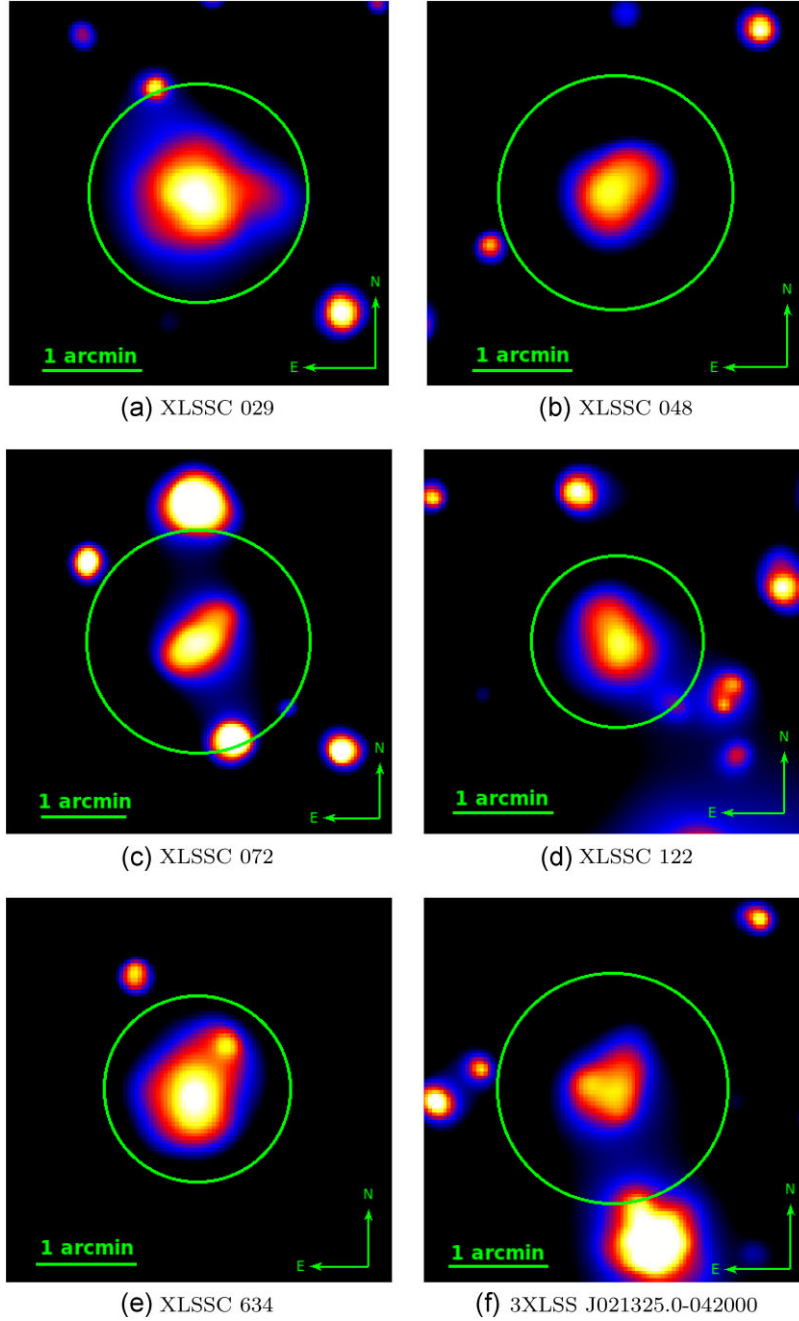 N
1 arcmin
E
(a) XLSSC 029
N
1 arcmin
E
(b) XLSSC 048
N
1 arcmin
E
(c) XLSSC 072
N
1 arcmin
E
(d) XLSSC 122
N
1 arcmin
E
(e) XLSSC 634
N
1 arcmin
E
(f) 3XLSS J021325.0-042000